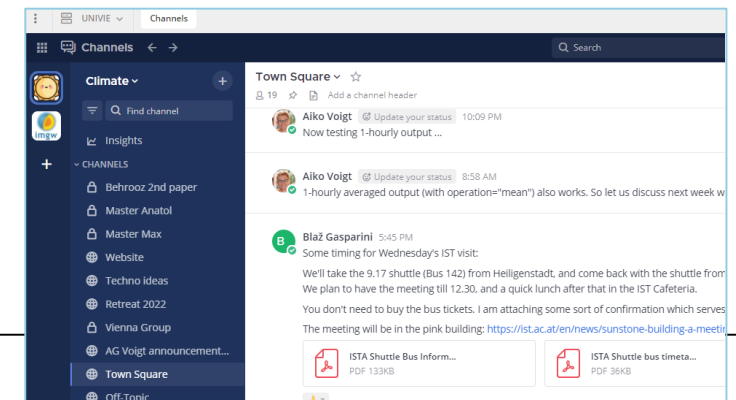 UNIVIE
Channels
Channels
Search
Climate
Find channel
Insights
CHANNELS
Behrooz 2nd paper
Master Anatol
Master Max
Website
Techno ideas
Retreat 2022
Vienna Group
AG Voigt announcement...
Town Square
Off-Topic
imgw
Town Square
19 Add a channel header
Aiko Voigt Update your status 10:09 PM
Now testing 1-hourly output ...
Aiko Voigt Update your status 8:58 AM
1-hourly averaged output (with operation="mean") also works. So let us discuss next week w
B
Blaž Gasparini 5:45 PM
Some timing for Wednesday's IST visit:
We'll take the 9.17 shuttle (Bus 142) from Heiligenstadt, and come back with the shuttle from
We plan to have the meeting till 12.30, and a quick lunch after that in the IST Cafeteria.
You don't need to buy the bus tickets. I am attaching some sort of confirmation which serves
The meeting will be in the pink building: https://ist.ac.at/en/news/sunstone-building-a-meetin
ISTA Shuttle Bus Inform...
PDF 133KB
ISTA Shuttle bus timeta...
PDF 36KB